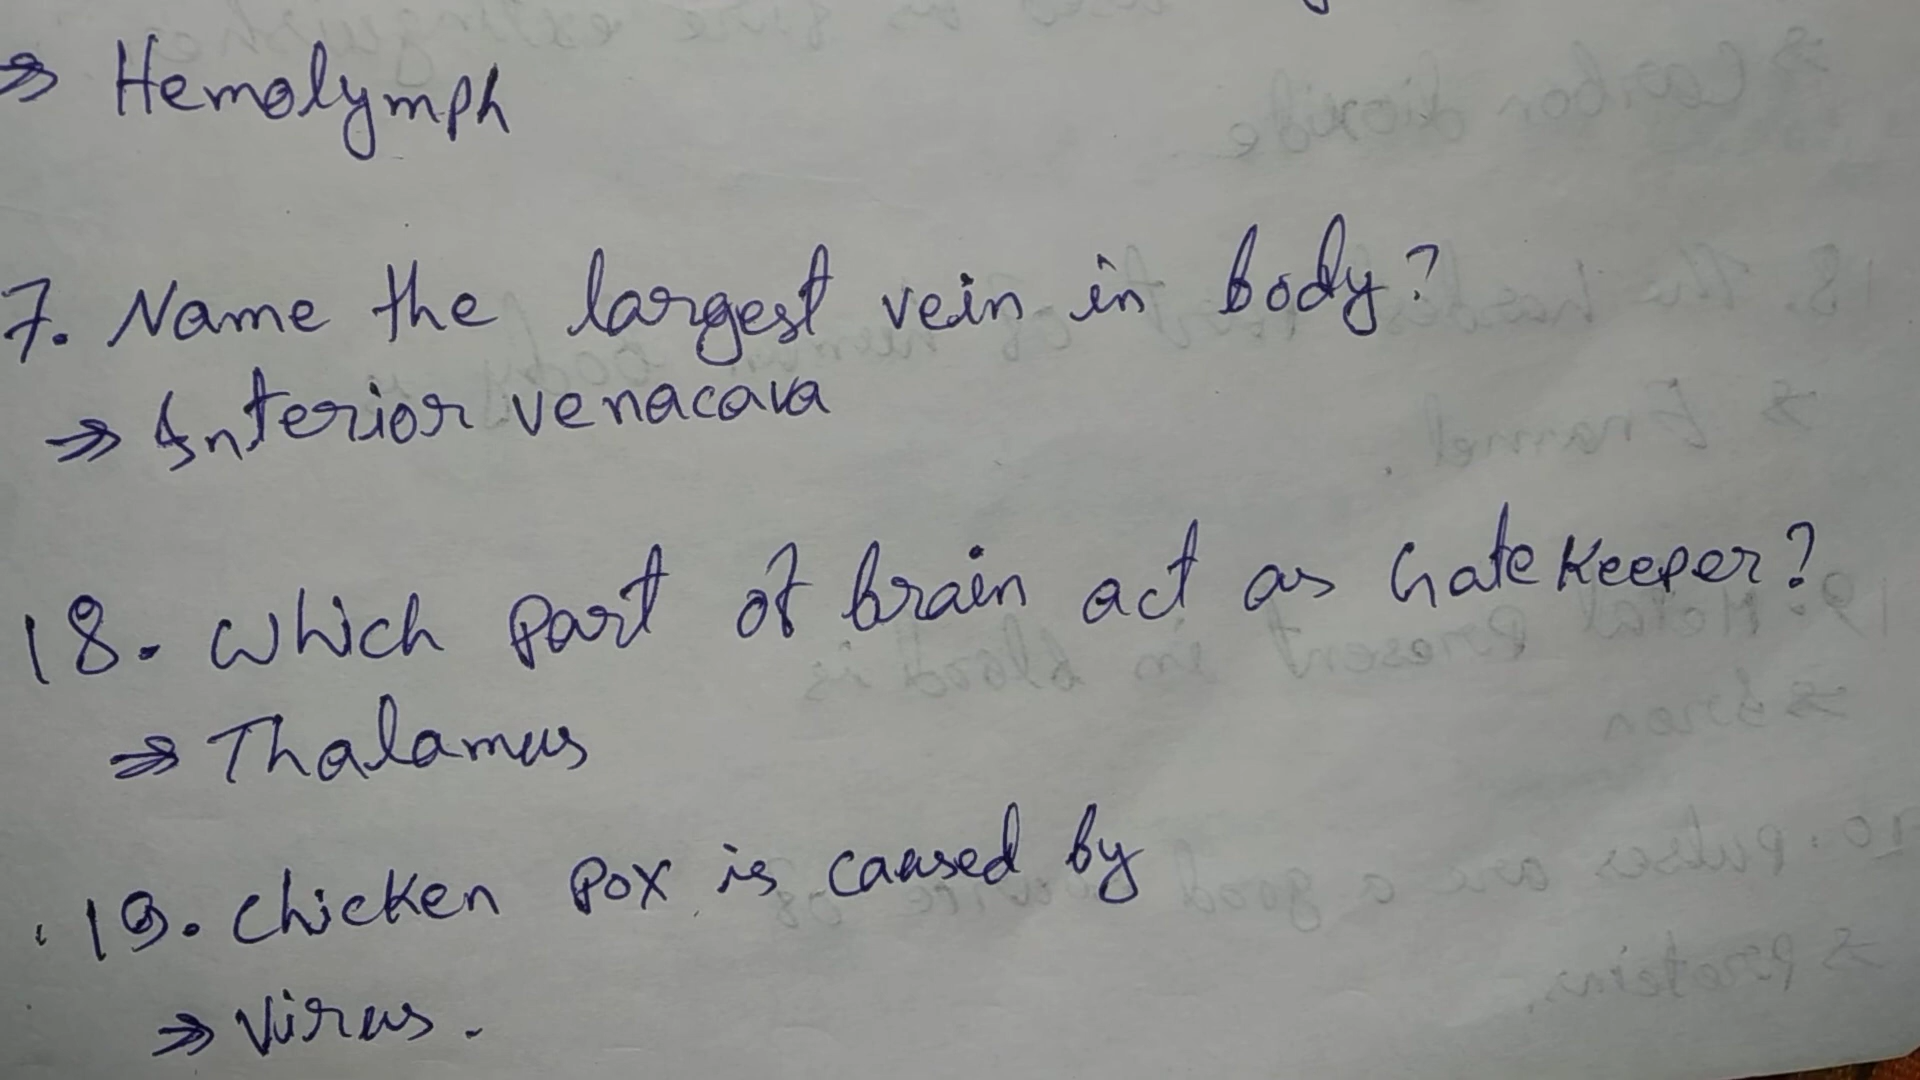 ⇒ Hemolymph
7. Name the largest vein in body?
⇒ Interior venacava
18. Which part of brain act as Gate keeper?
⇒ Thalamus
19. Chicken pox is caused by
⇒ Virus.